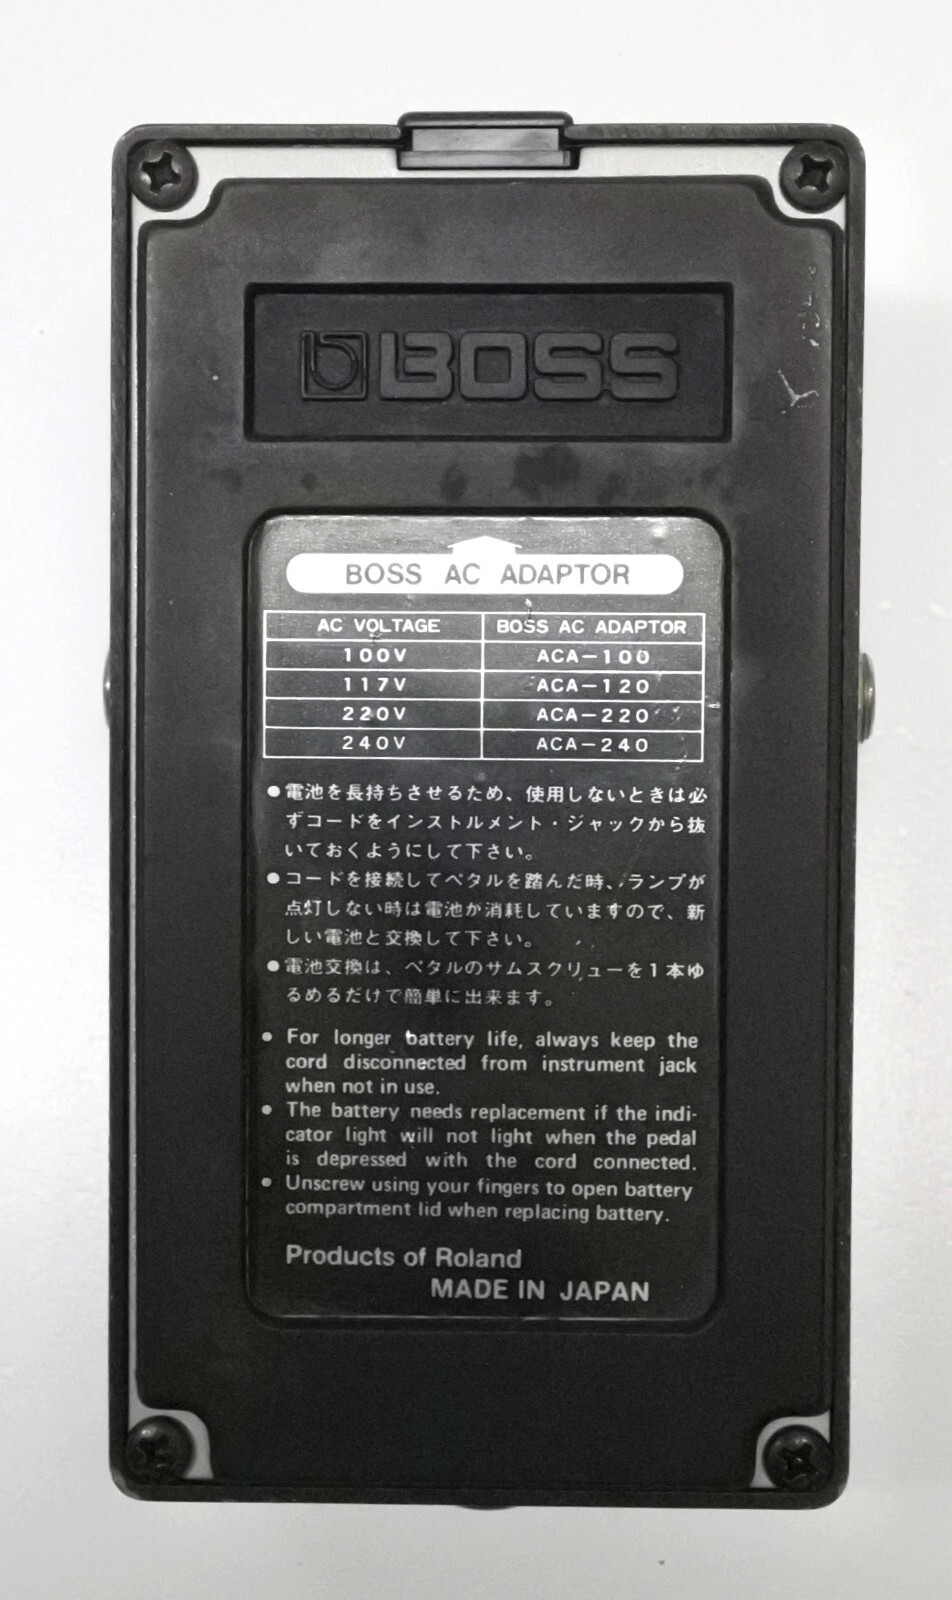 BOSS
BOSS AC ADAPTOR
AC VOLTAGE BOSS AC ADAPTOR
100V ACA-100
117V ACA-120
220V ACA-220
240V ACA-240
●電池を長持ちさせるため、使用しないときは必
ずコードをインストルメント・ジャックから抜
いておくようにして下さい。
●コードを接続してペタルを踏んだ時、ランプが
点灯しない時は電池が消耗していますので、新
しい電池と交換して下さい。
●電池交換は、ペタルのサムスクリューを1本ゆ
るめるだけで簡単に出来ます。
● For longer battery life, always keep the
cord disconnected from instrument jack
when not in use.
● The battery needs replacement if the indi-
cator light will not light when the pedal
is depressed with the cord connected.
● Unscrew using your fingers to open battery
compartment lid when replacing battery.
Products of Roland
MADE IN JAPAN